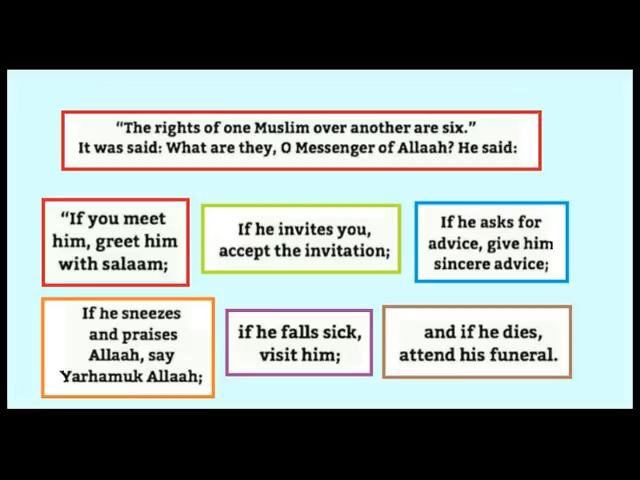 “The rights of one Muslim over another are six.”
It was said: What are they, O Messenger of Allaah? He said:
“If you meet
him, greet him
with salaam;
If he invites you,
accept the invitation;
If he asks for
advice, give him
sincere advice;
If he sneezes
and praises
Allaah, say
Yarhamuk Allaah;
if he falls sick,
visit him;
and if he dies,
attend his funeral.